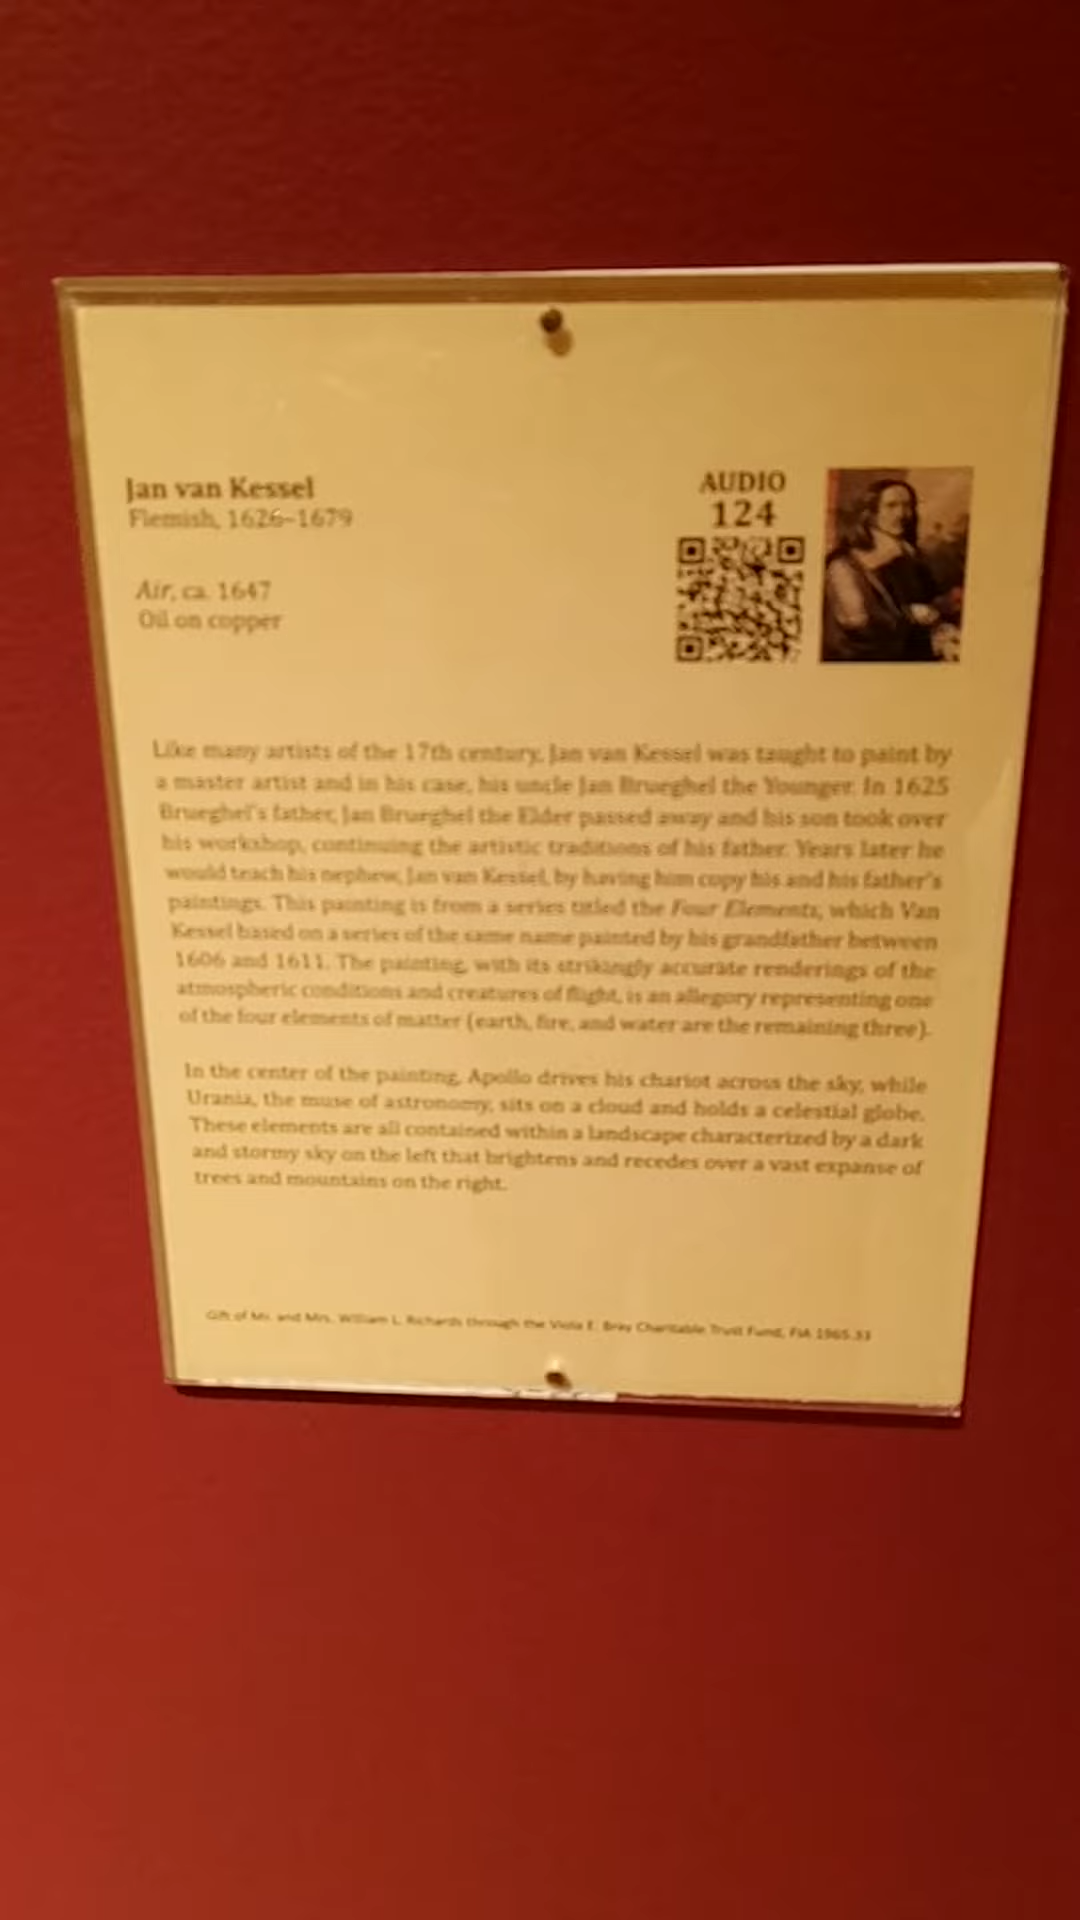 Jan van Kessel
Flemish, 1626–1679
Air, ca. 1647
Oil on copper
AUDIO
124
Like many artists of the 17th century, Jan van Kessel was taught to paint by
a master artist and in his case, his uncle Jan Brueghel the Younger. In 1625
Brueghel's father, Jan Brueghel the Elder passed away and his son took over
his workshop, continuing the artistic traditions of his father. Years later he
would teach his nephew, Jan van Kessel, by having him copy his and his father's
paintings. This painting is from a series titled the Four Elements, which Van
Kessel based on a series of the same name painted by his grandfather between
1606 and 1611. The painting, with its strikingly accurate renderings of the
atmospheric conditions and creatures of flight, is an allegory representing one
of the four elements of matter (earth, fire, and water are the remaining three).
In the center of the painting, Apollo drives his chariot across the sky, while
Urania, the muse of astronomy, sits on a cloud and holds a celestial globe.
These elements are all contained within a landscape characterized by a dark
and stormy sky on the left that brightens and recedes over a vast expanse of
trees and mountains on the right.
Gift of Mr. and Mrs. William L. Richards through the Viola E. Bray Charitable Trust Fund, FIA 1965.33